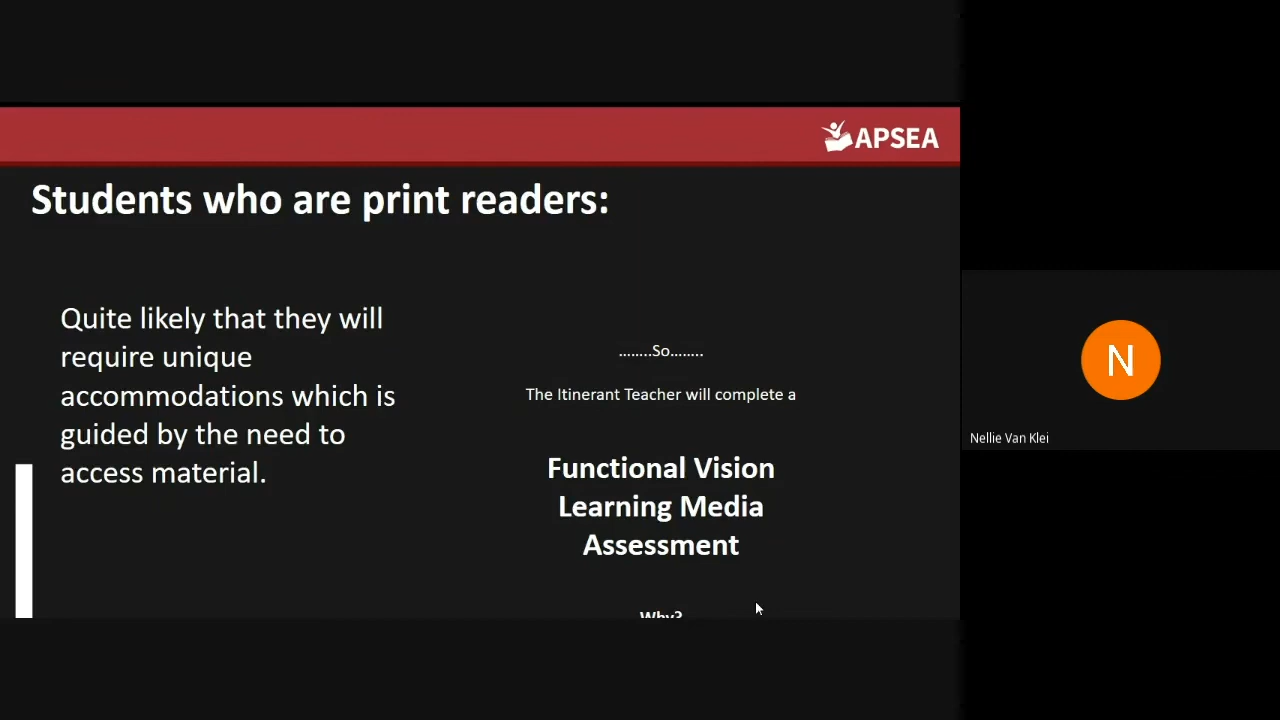 APSEA
Students who are print readers:
Quite likely that they will
require unique
accommodations which is
guided by the need to
access material.
........So........
The Itinerant Teacher will complete a
Functional Vision
Learning Media
Assessment
Why?
N
Nellie Van Klei